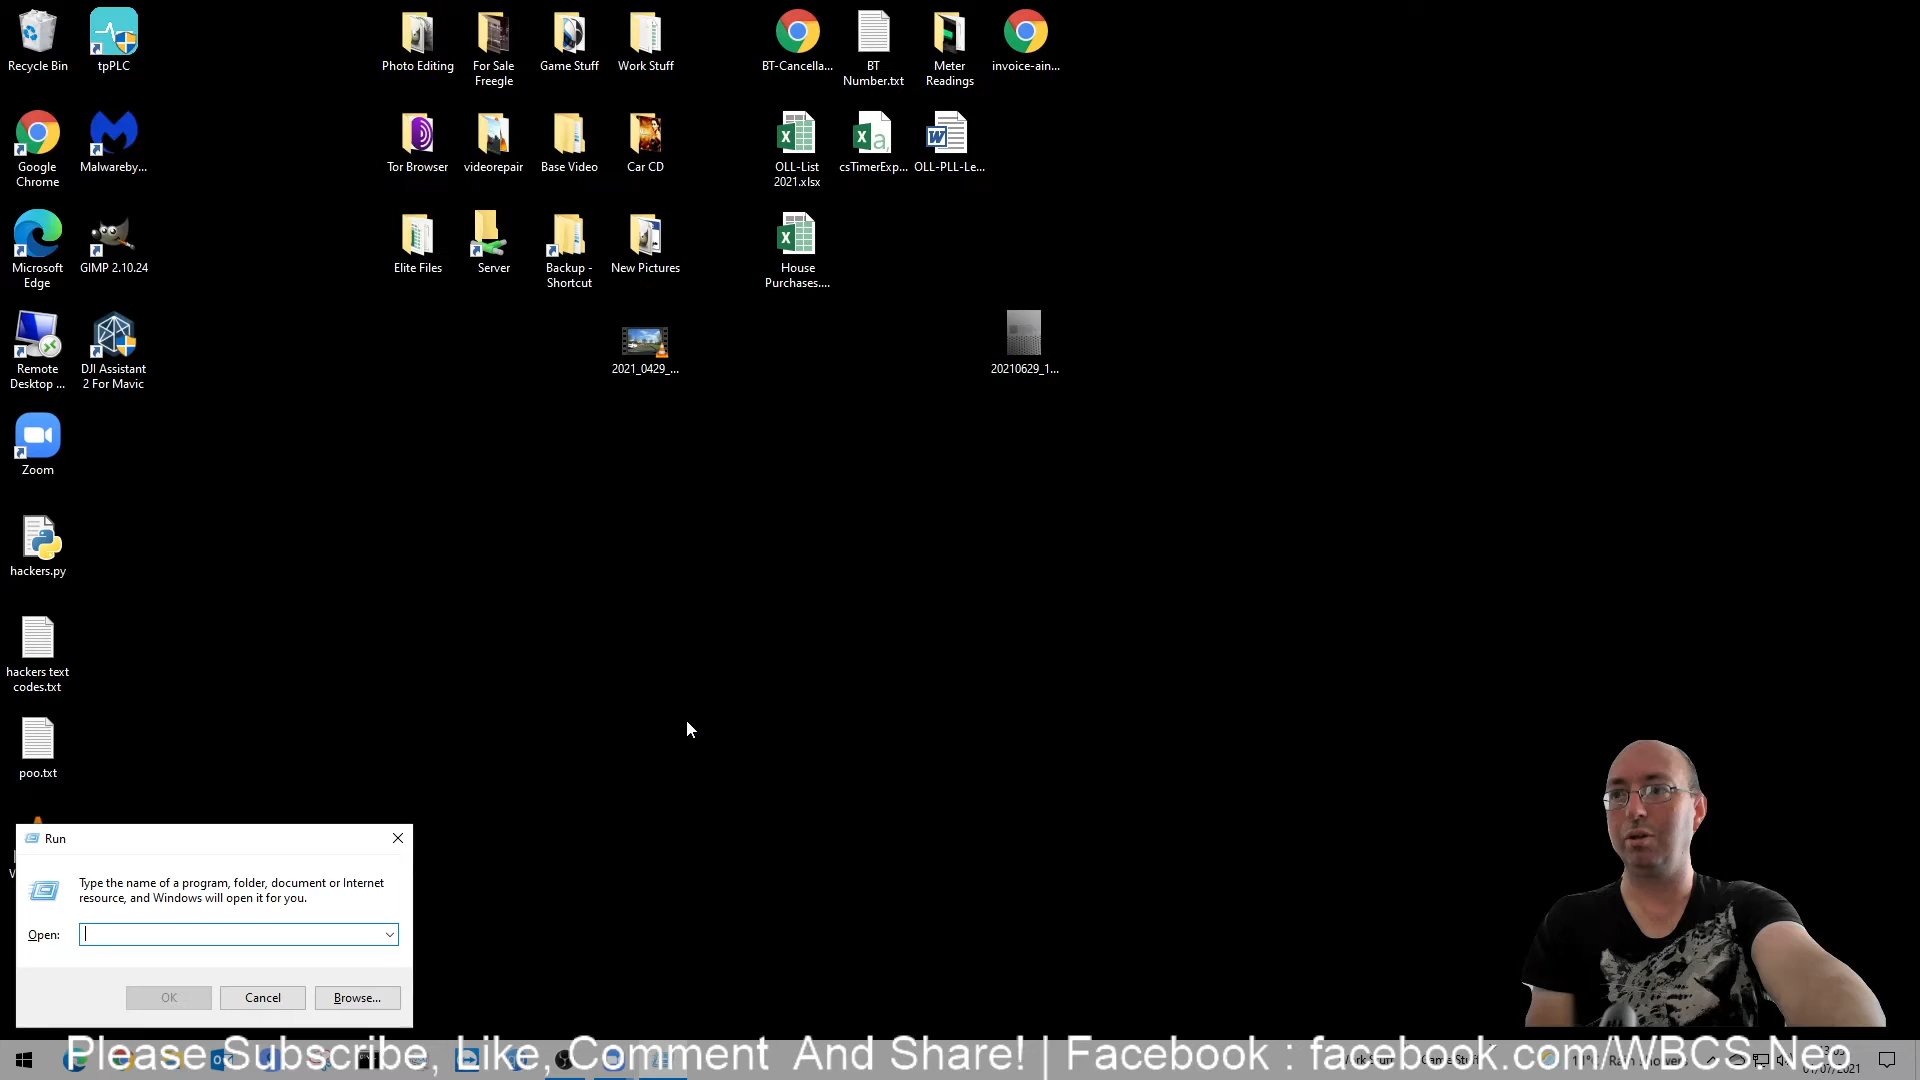 Recycle Bin
tpPLC
Photo Editing
For Sale
Freegle
Game Stuff
Work Stuff
BT-Cancella...
BT
Number.txt
Meter
Readings
invoice-ain...
Google
Chrome
Malwareby...
Tor Browser
videorepair
Base Video
Car CD
OLL-List
2021.xlsx
csTimerExp...
OLL-PLL-Le...
Microsoft
Edge
GIMP 2.10.24
Elite Files
Server
Backup -
Shortcut
New Pictures
House
Purchases....
Remote
Desktop ...
DJI Assistant
2 For Mavic
2021_0429_...
20210629_1...
Zoom
hackers.py
hackers text
codes.txt
poo.txt
Run
Type the name of a program, folder, document or Internet
resource, and Windows will open it for you.
Open:
OK
Cancel
Browse...
Please Subscribe, Like, Comment And Share! | Facebook : facebook.com/WBCS.Neo
01/07/2021